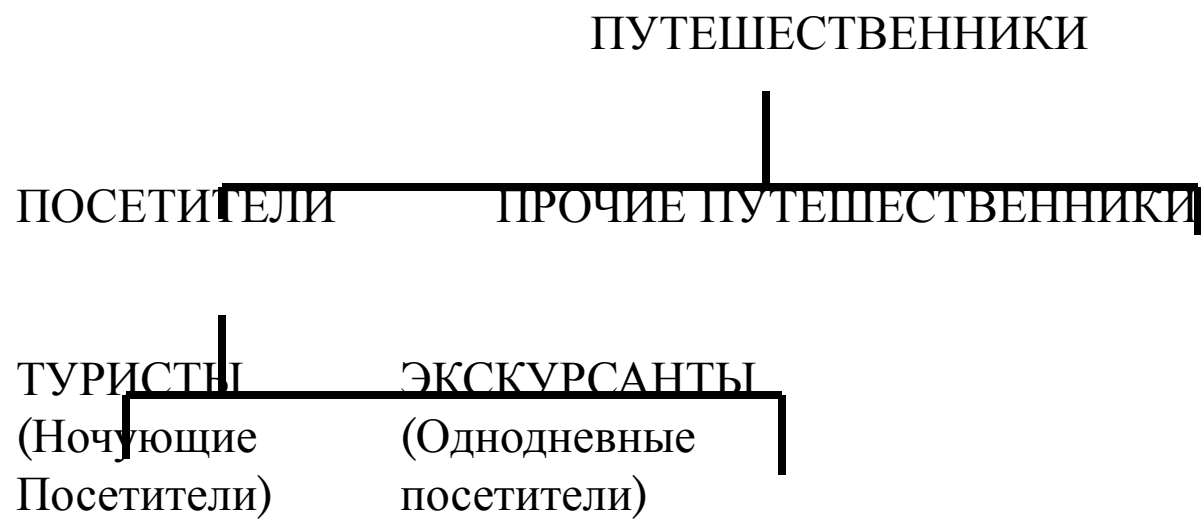 ПУТЕШЕСТВЕННИКИ
ПОСЕТИТЕЛИ ПРОЧИЕ ПУТЕШЕСТВЕННИКИ
ТУРИСТЫ ЭКСКУРСАНТЫ
(Ночующие (Однодневные
Посетители) посетители)